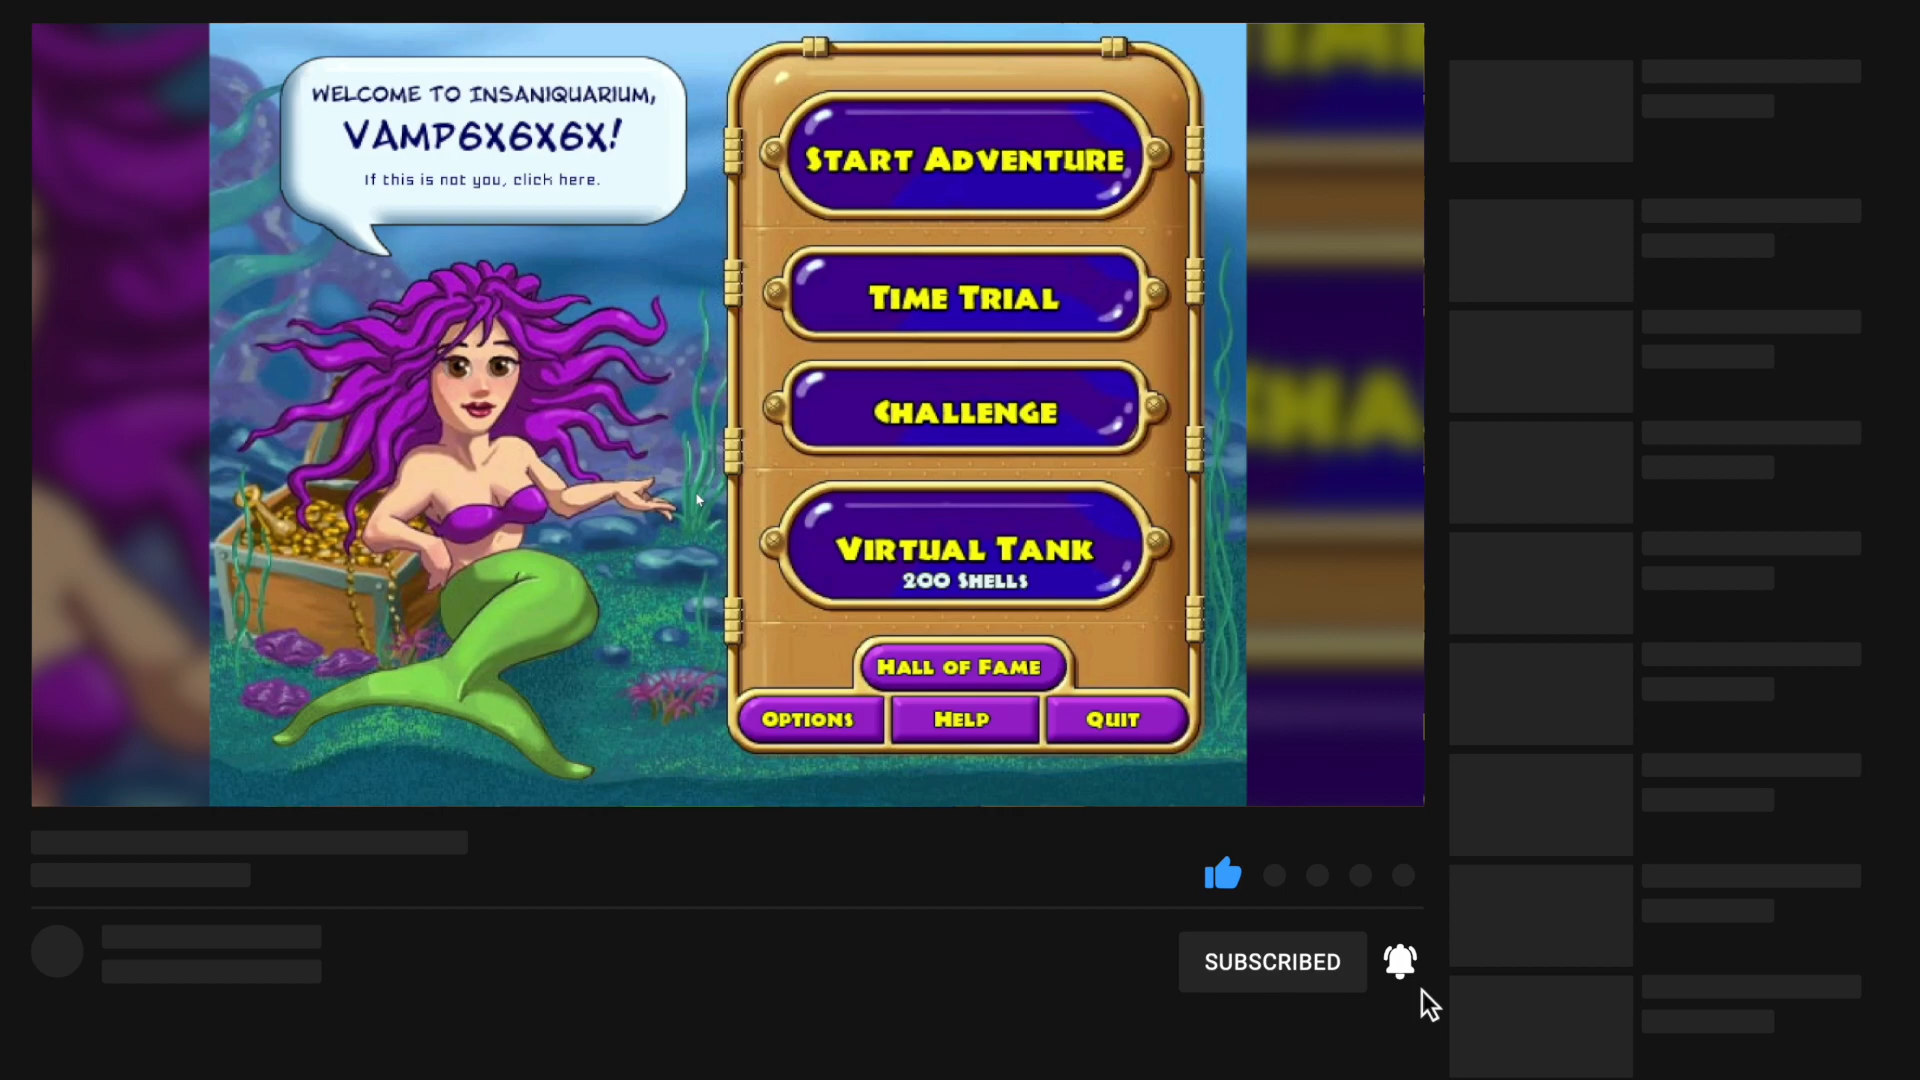 WELCOME TO INSANIQUARIUM,
VAMP6X6X6X!
If this is not you, click here.
START ADVENTURE
TIME TRIAL
CHALLENGE
VIRTUAL TANK
200 SHELLS
HALL OF FAME
OPTIONS
HELP
QUIT
SUBSCRIBED